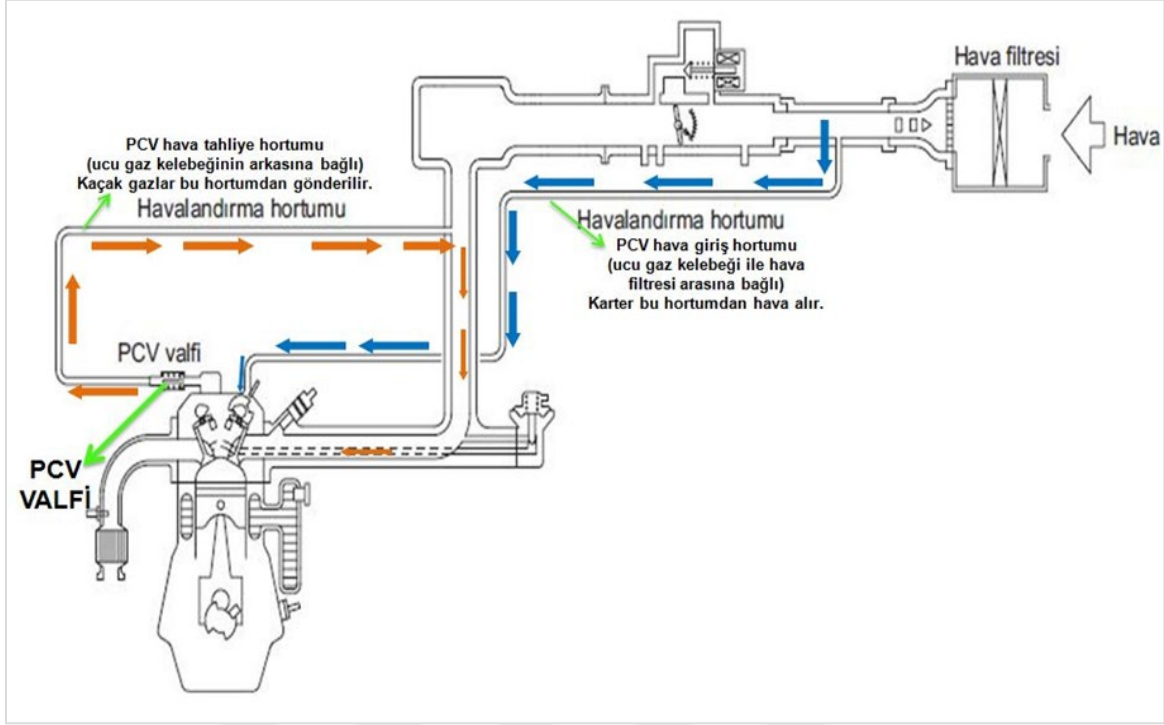 Hava filtresi
Hava
PCV hava tahliye hortumu
(ucu gaz kelebeğinin arkasına bağlı)
Kaçak gazlar bu hortumdan gönderilir.
Havalandırma hortumu
Havalandırma hortumu
PCV hava giriş hortumu
(ucu gaz kelebeği ile hava
filtresi arasına bağlı)
Karter bu hortumdan hava alır.
PCV valfi
PCV
VALFİ